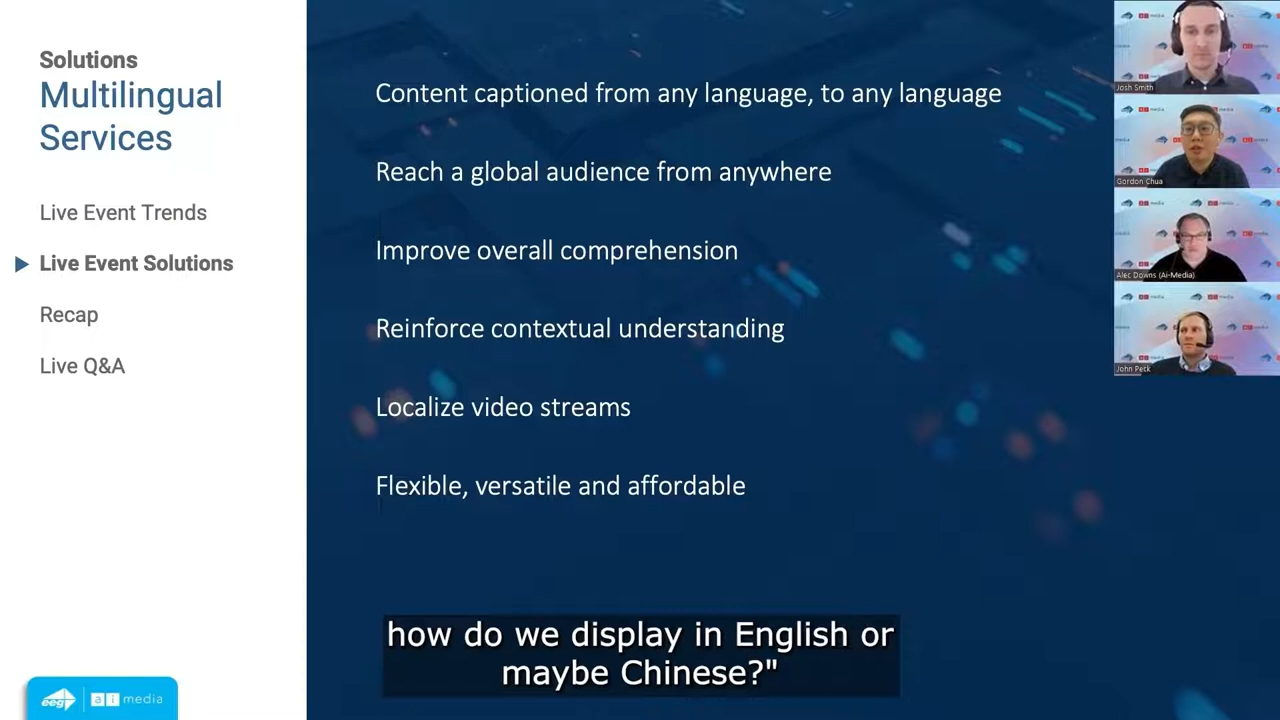 Solutions
Multilingual
Services
Live Event Trends
Live Event Solutions
Recap
Live Q&A
eeg
ai media
Content captioned from any language, to any language
Reach a global audience from anywhere
Improve overall comprehension
Reinforce contextual understanding
Localize video streams
Flexible, versatile and affordable
how do we display in English or
maybe Chinese?"
Josh Smith
Gordon Chua
Alec Downs (Ai-Media)
John Peck